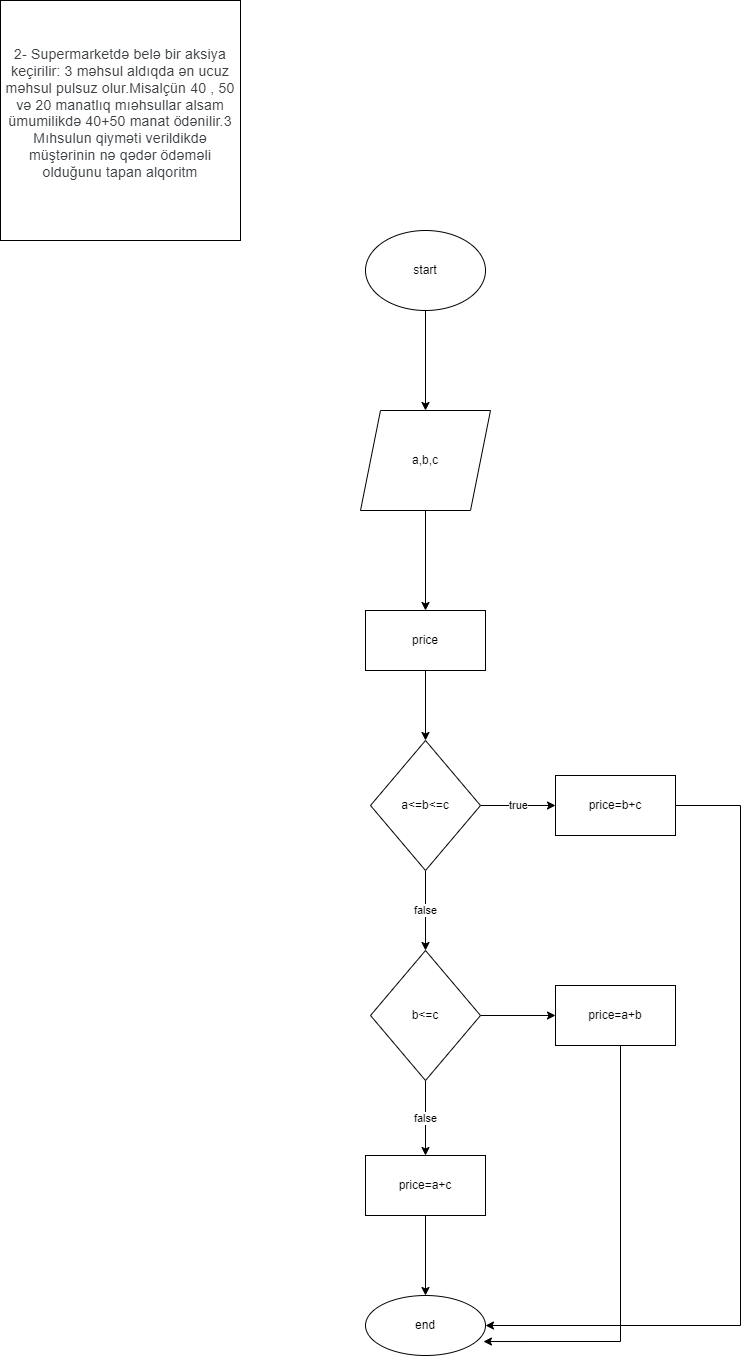 2- Supermarketdə belə bir aksiya
keçirilir: 3 məhsul aldıqda ən ucuz
məhsul pulsuz olur.Misalçün 40 , 50
və 20 manatlıq mıəhsullar alsam
ümumilikdə 40+50 manat ödənilir.3
Mıhsulun qiyməti verildikdə
müştərinin nə qədər ödəməli
olduğunu tapan alqoritm
start
a,b,c
price
a<=b<=c
true
price=b+c
false
b<=c
price=a+b
false
price=a+c
end